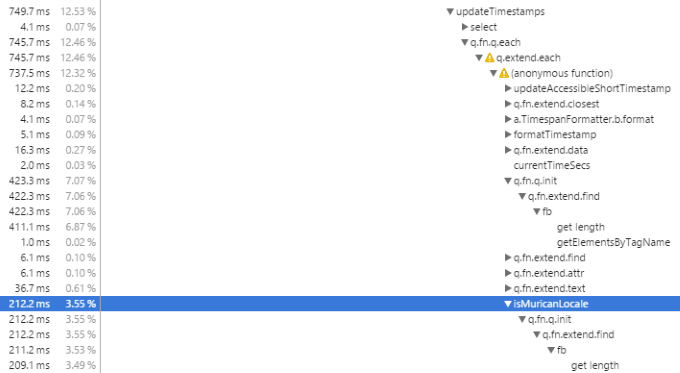 749.7 ms 12.53 % updateTimestamps
4.1 ms 0.07 % select
745.7 ms 12.46 % q.fn.q.each
745.7 ms 12.46 % q.extend.each
737.5 ms 12.32 % (anonymous function)
12.2 ms 0.20 % updateAccessibleShortTimestamp
8.2 ms 0.14 % q.fn.extend.closest
4.1 ms 0.07 % a.TimespanFormatter.b.format
5.1 ms 0.09 % formatTimestamp
16.3 ms 0.27 % q.fn.extend.data
2.0 ms 0.03 % currentTimeSecs
423.3 ms 7.07 % q.fn.q.init
422.3 ms 7.06 % q.fn.extend.find
422.3 ms 7.06 % fb
411.1 ms 6.87 % get length
1.0 ms 0.02 % getElementsByTagName
6.1 ms 0.10 % q.fn.extend.find
6.1 ms 0.10 % q.fn.extend.attr
36.7 ms 0.61 % q.fn.extend.text
212.2 ms 3.55 % isMuricanLocale
212.2 ms 3.55 % q.fn.q.init
212.2 ms 3.55 % q.fn.extend.find
211.2 ms 3.53 % fb
209.1 ms 3.49 % get length